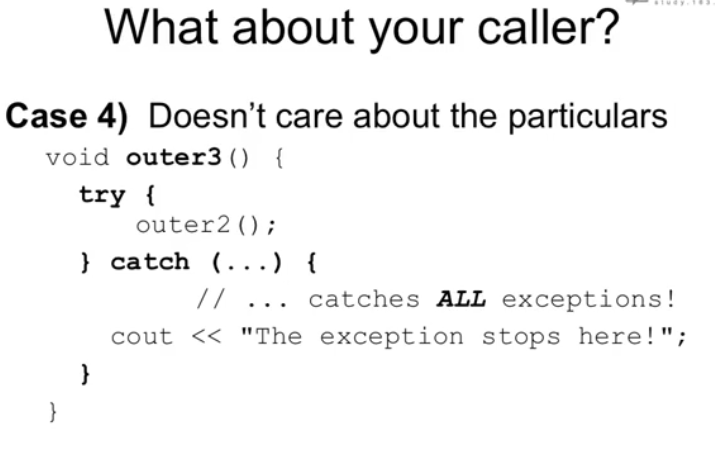 What about your caller?
Case 4) Doesn't care about the particulars
void outer3() {
try {
outer2();
} catch (...) {
// ... catches ALL exceptions!
cout << "The exception stops here!";
}
}